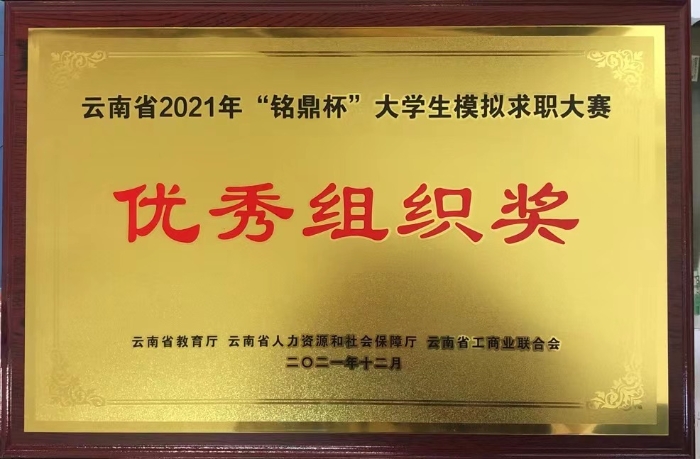 云南省2021年“铭鼎杯”大学生模拟求职大赛
优秀组织奖
云南省教育厅 云南省人力资源和社会保障厅 云南省工商业联合会
二〇二一年十二月